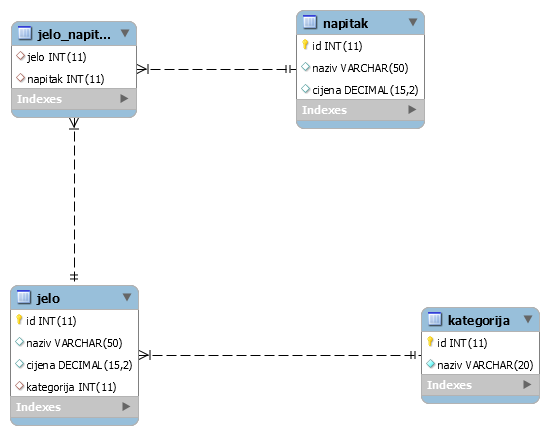 jelo_napit...
jelo INT(11)
napitak INT(11)
Indexes
napitak
id INT(11)
naziv VARCHAR(50)
cijena DECIMAL(15,2)
Indexes
jelo
id INT(11)
naziv VARCHAR(50)
cijena DECIMAL(15,2)
kategorija INT(11)
Indexes
kategorija
id INT(11)
naziv VARCHAR(20)
Indexes